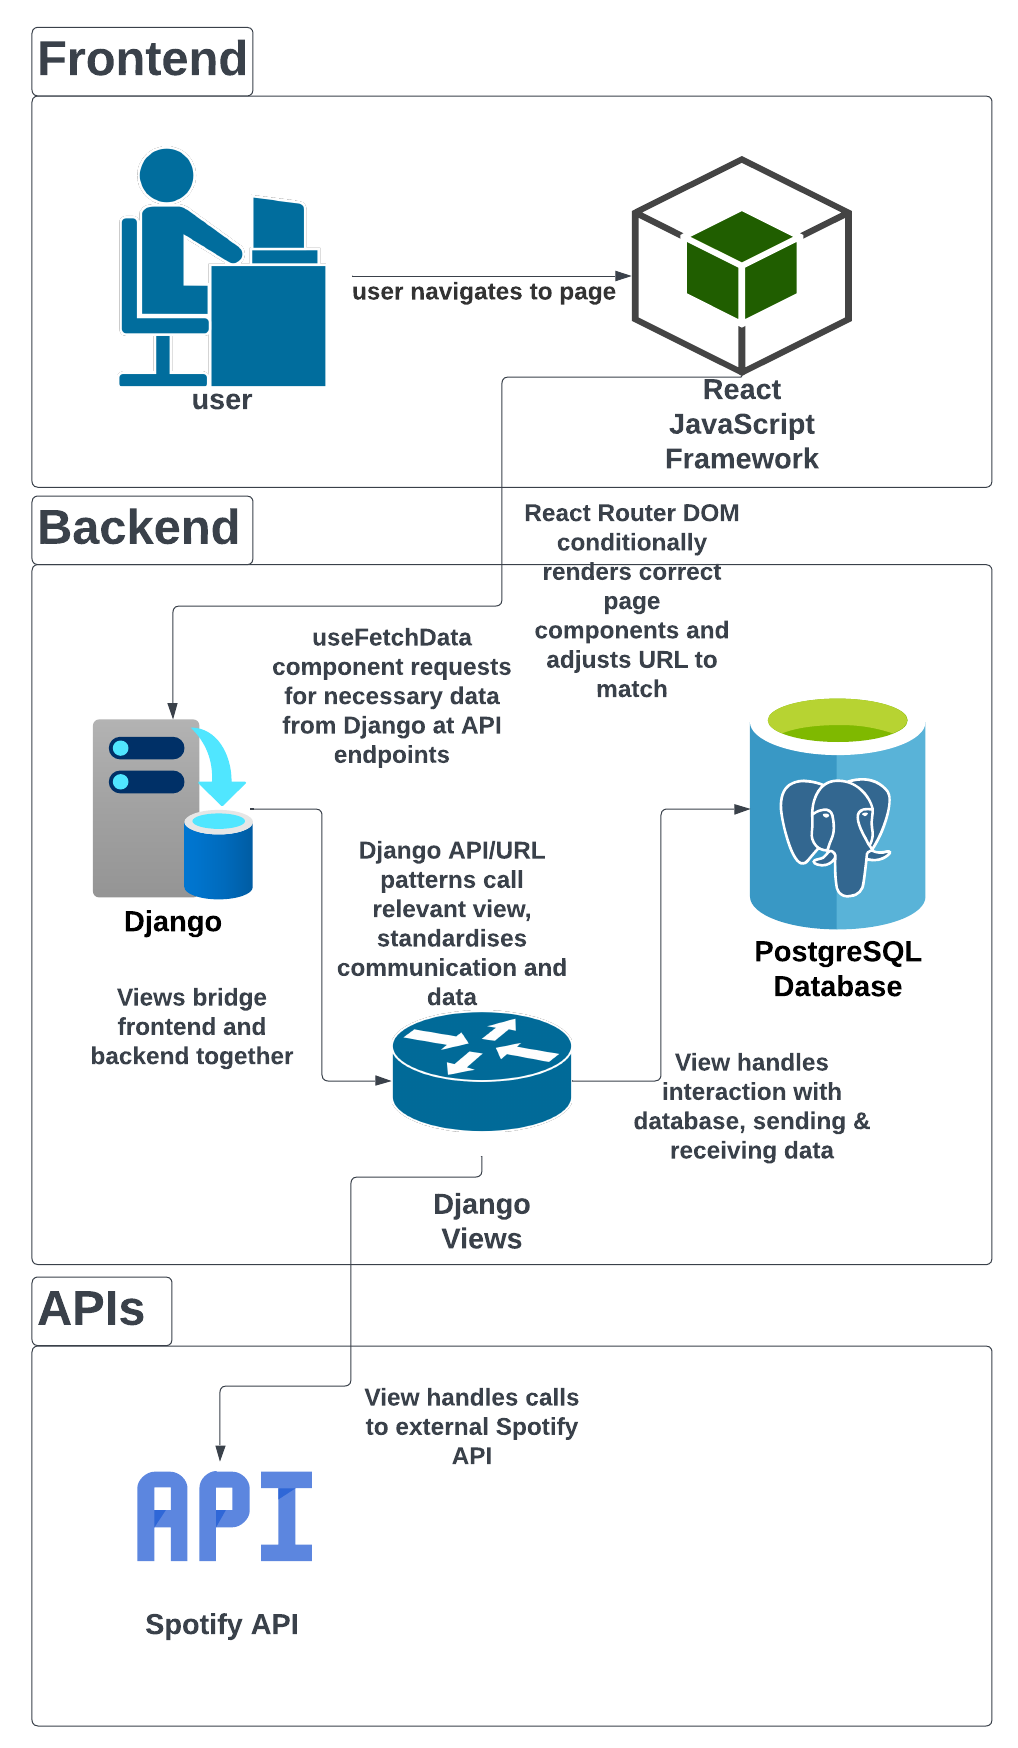 Frontend
user navigates to page
user
React
JavaScript
Framework
Backend
React Router DOM
conditionally
renders correct
page
components and
adjusts URL to
match
useFetchData
component requests
for necessary data
from Django at API
endpoints
Django
Django API/URL
patterns call
relevant view,
standardises
communication and
data
PostgreSQL
Database
Views bridge
frontend and
backend together
View handles
interaction with
database, sending &
receiving data
Django
Views
APIs
View handles calls
to external Spotify
API
API
Spotify API